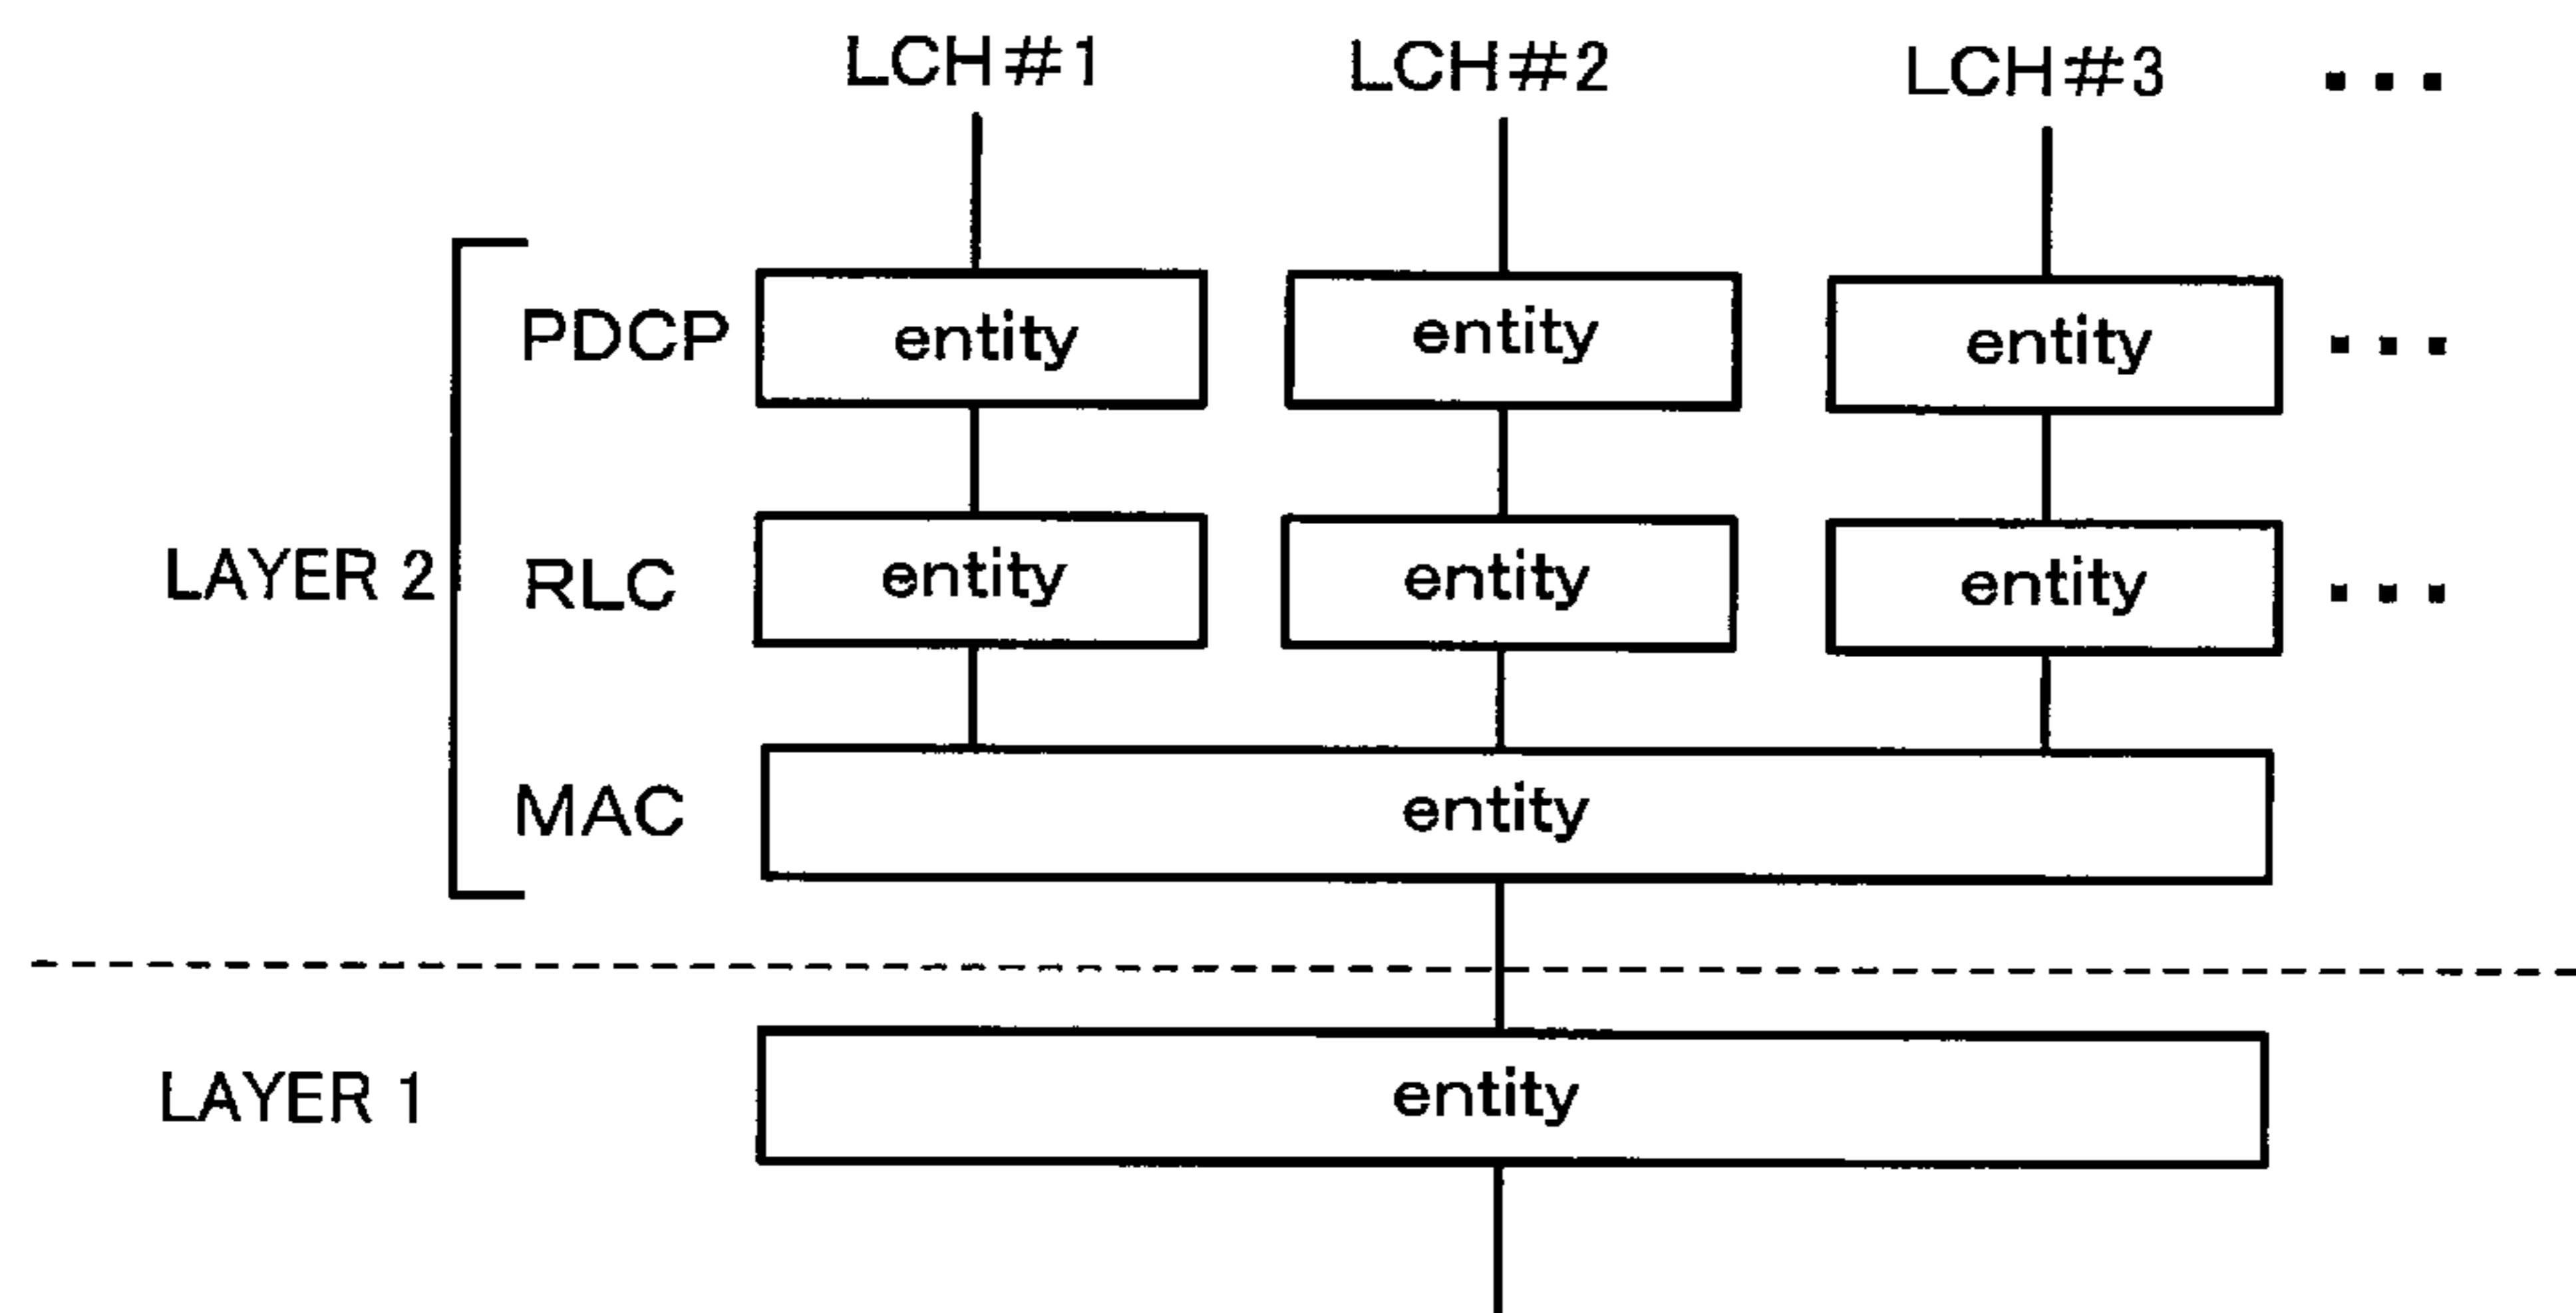 LCH#1 LCH#2 LCH#3 ...
PDCP entity entity entity ...
LAYER 2 RLC entity entity entity ...
MAC entity
LAYER 1 entity